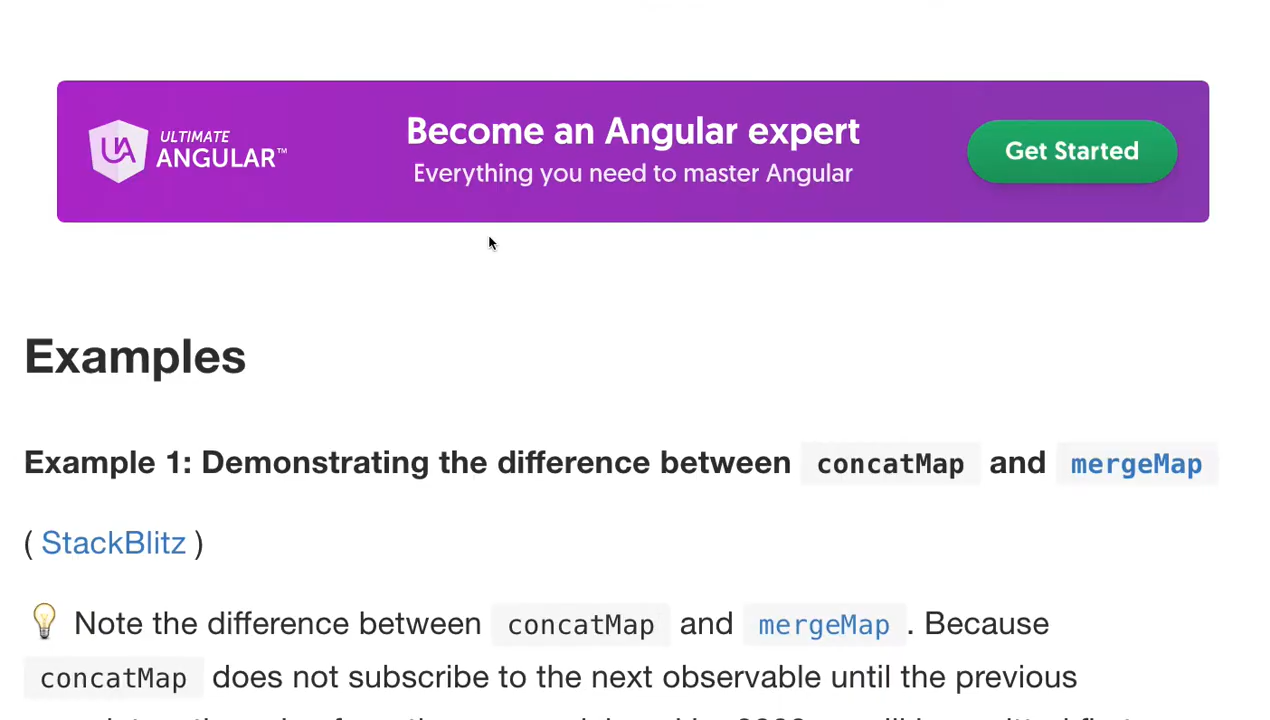 ULTIMATE
ANGULAR™
Become an Angular expert
Everything you need to master Angular
Get Started
Examples
Example 1: Demonstrating the difference between concatMap and mergeMap
( StackBlitz )
💡 Note the difference between concatMap and mergeMap . Because
concatMap does not subscribe to the next observable until the previous